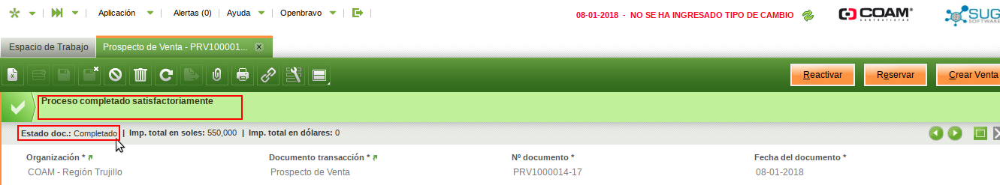 Aplicación Alertas (0) Ayuda Openbravo
08-01-2018 - NO SE HA INGRESADO TIPO DE CAMBIO
COAM
CONTRATISTAS
SUG
SOFTWARE
Espacio de Trabajo
Prospecto de Venta - PRV100001... x
Reactivar Reservar Crear Venta
Proceso completado satisfactoriamente
Estado doc.: Completado | Imp. total en soles: 550,000 | Imp. total en dólares: 0
Organización * Documento transacción * Nº documento * Fecha del documento *
COAM - Región Trujillo Prospecto de Venta PRV1000014-17 08-01-2018